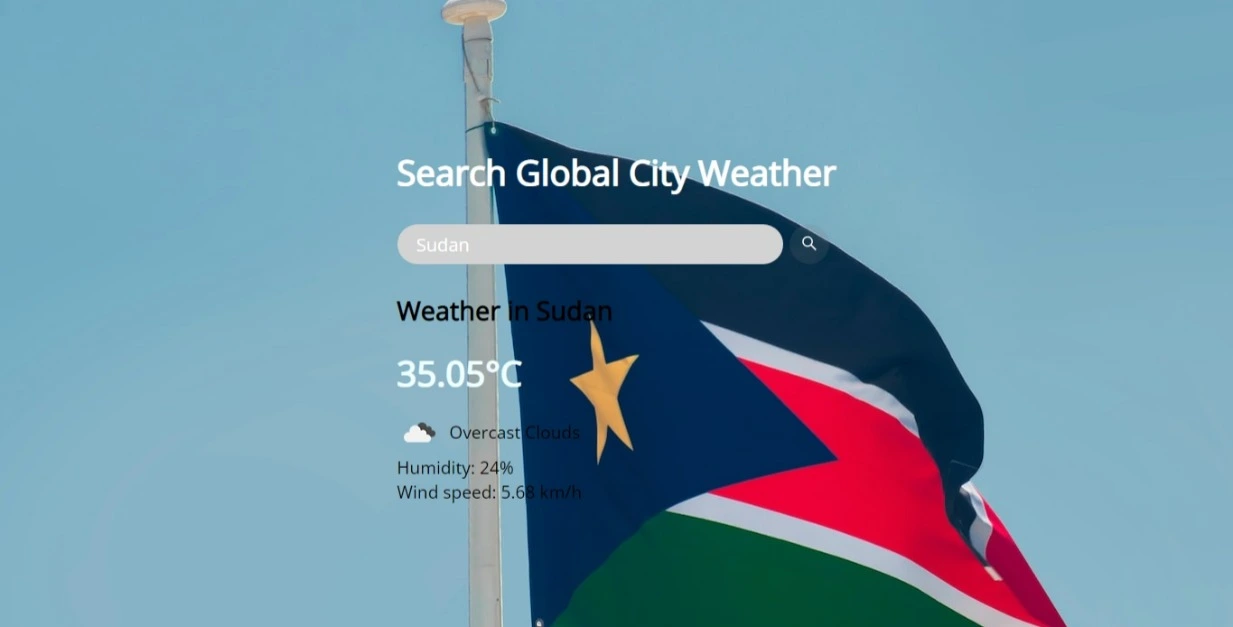 Search Global City Weather
Sudan
Weather in Sudan
35.05°C
Overcast Clouds
Humidity: 24%
Wind speed: 5.68 km/h